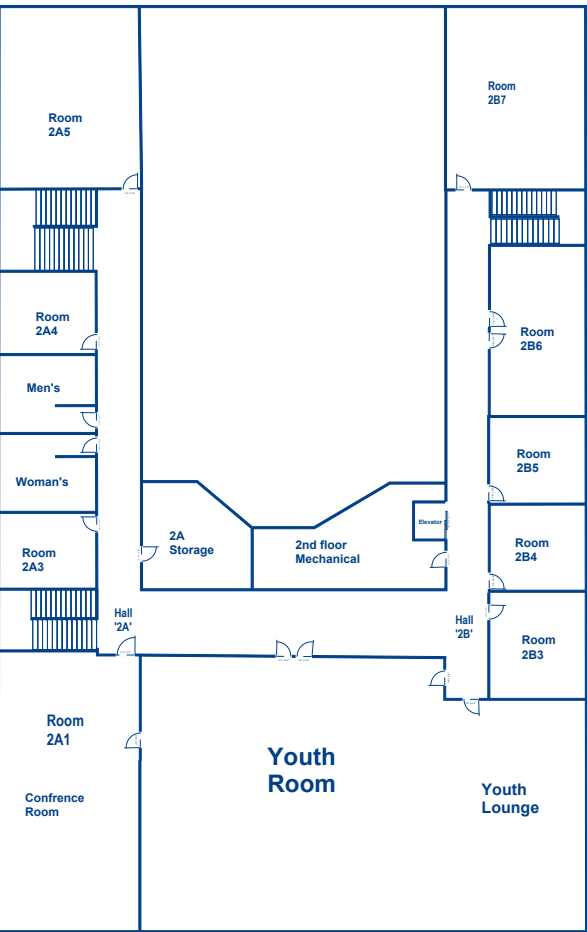 Room
2B7
Room
2A5
Room
2A4
Room
2B6
Men's
Room
2B5
Woman's
Elevator
2A
Storage
2nd floor
Mechanical
Room
2B4
Room
2A3
Hall
'2A'
Hall
'2B'
Room
2B3
Room
2A1
Youth
Room
Confrence
Room
Youth
Lounge